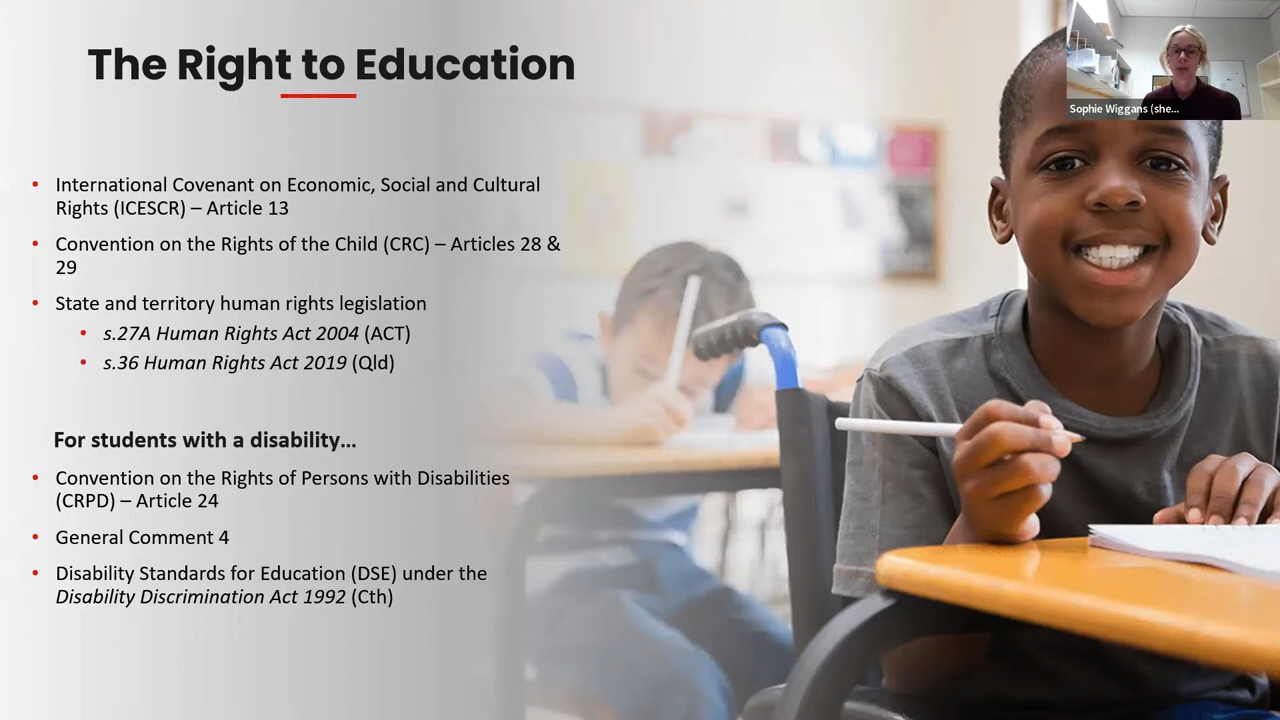 The Right to Education
Sophie Wiggans (she...
• International Covenant on Economic, Social and Cultural
Rights (ICESCR) – Article 13
• Convention on the Rights of the Child (CRC) – Articles 28 &
29
• State and territory human rights legislation
• s.27A Human Rights Act 2004 (ACT)
• s.36 Human Rights Act 2019 (Qld)
For students with a disability...
• Convention on the Rights of Persons with Disabilities
(CRPD) – Article 24
• General Comment 4
• Disability Standards for Education (DSE) under the
Disability Discrimination Act 1992 (Cth)